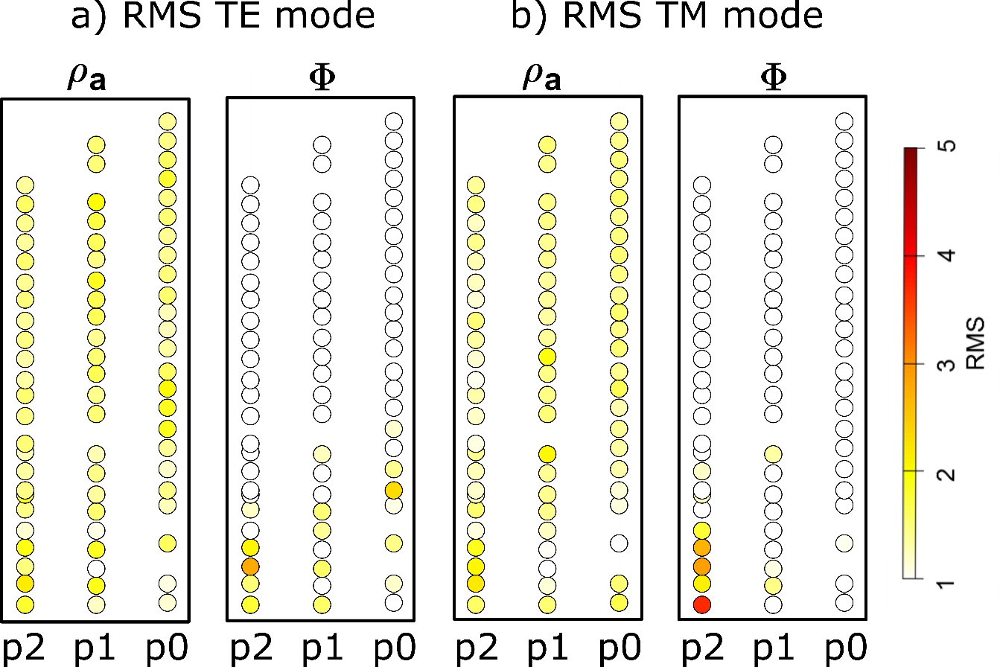 a) RMS TE mode
b) RMS TM mode
ρa
Φ
ρa
Φ
5
4
3
2
1
RMS
p2 p1 p0
p2 p1 p0
p2 p1 p0
p2 p1 p0